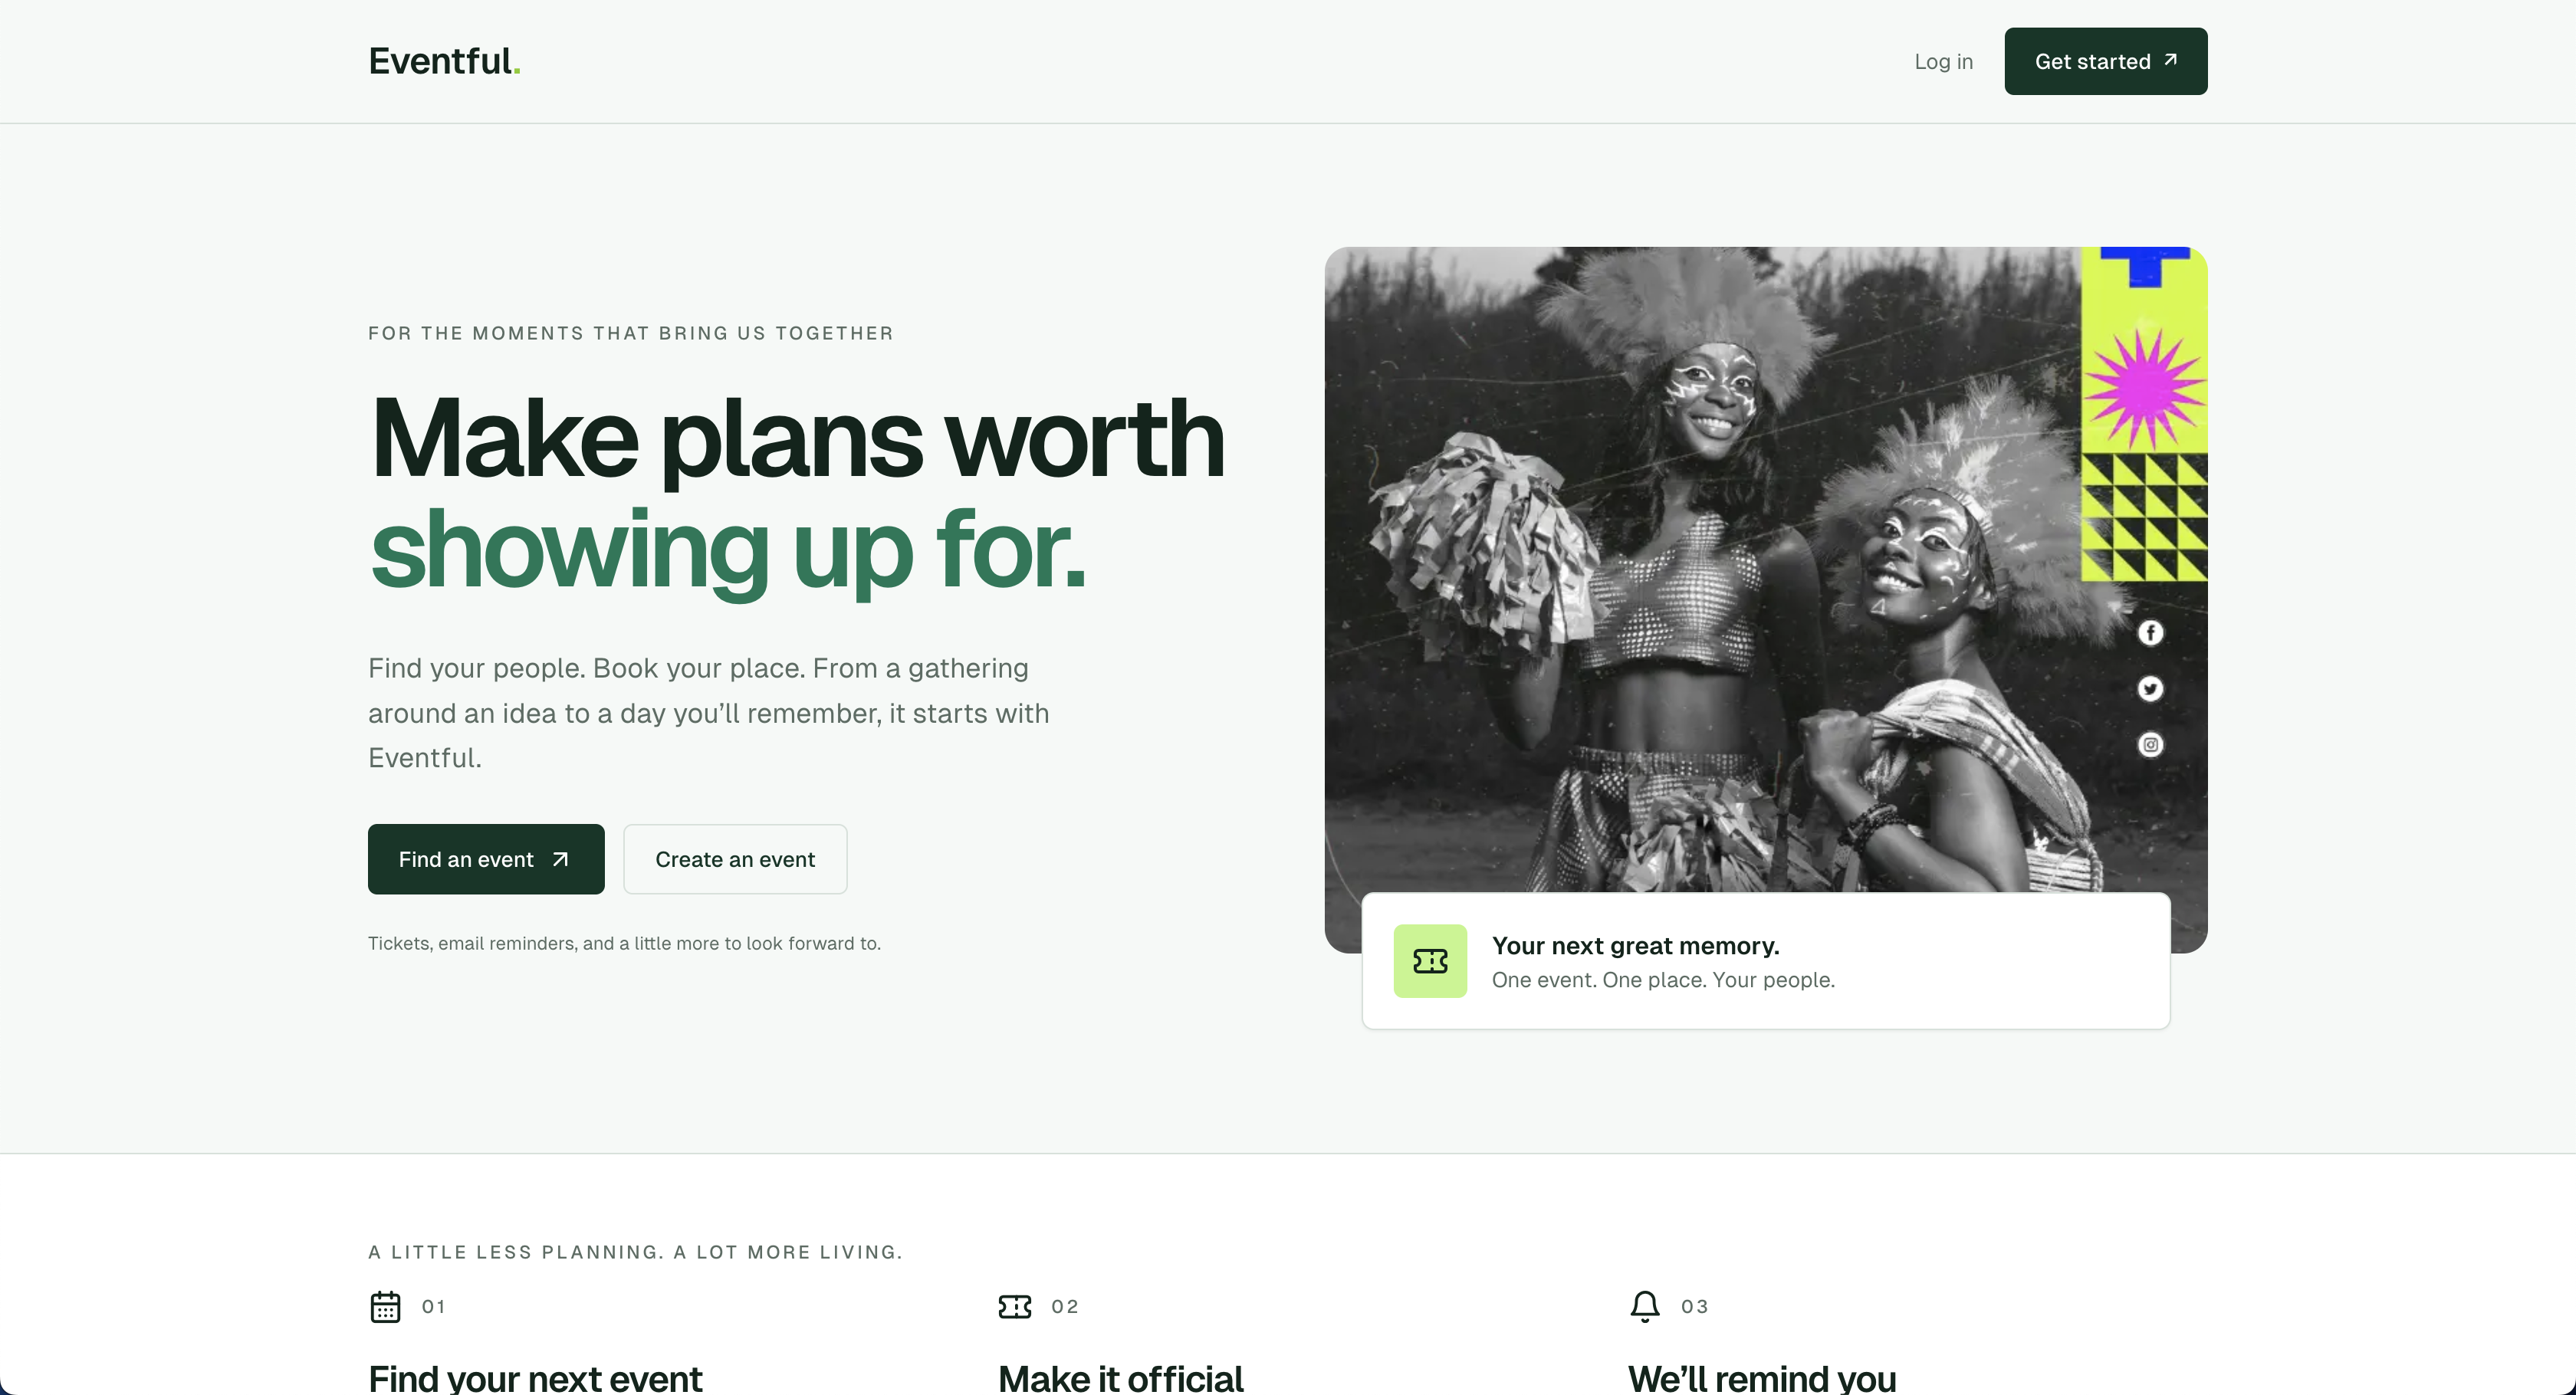 Eventful.
Log in
Get started
FOR THE MOMENTS THAT BRING US TOGETHER
Make plans worth
showing up for.
Find your people. Book your place. From a gathering
around an idea to a day you’ll remember, it starts with
Eventful.
Find an event
Create an event
Tickets, email reminders, and a little more to look forward to.
Your next great memory.
One event. One place. Your people.
A LITTLE LESS PLANNING. A LOT MORE LIVING.
01
02
03
Find your next event
Make it official
We’ll remind you